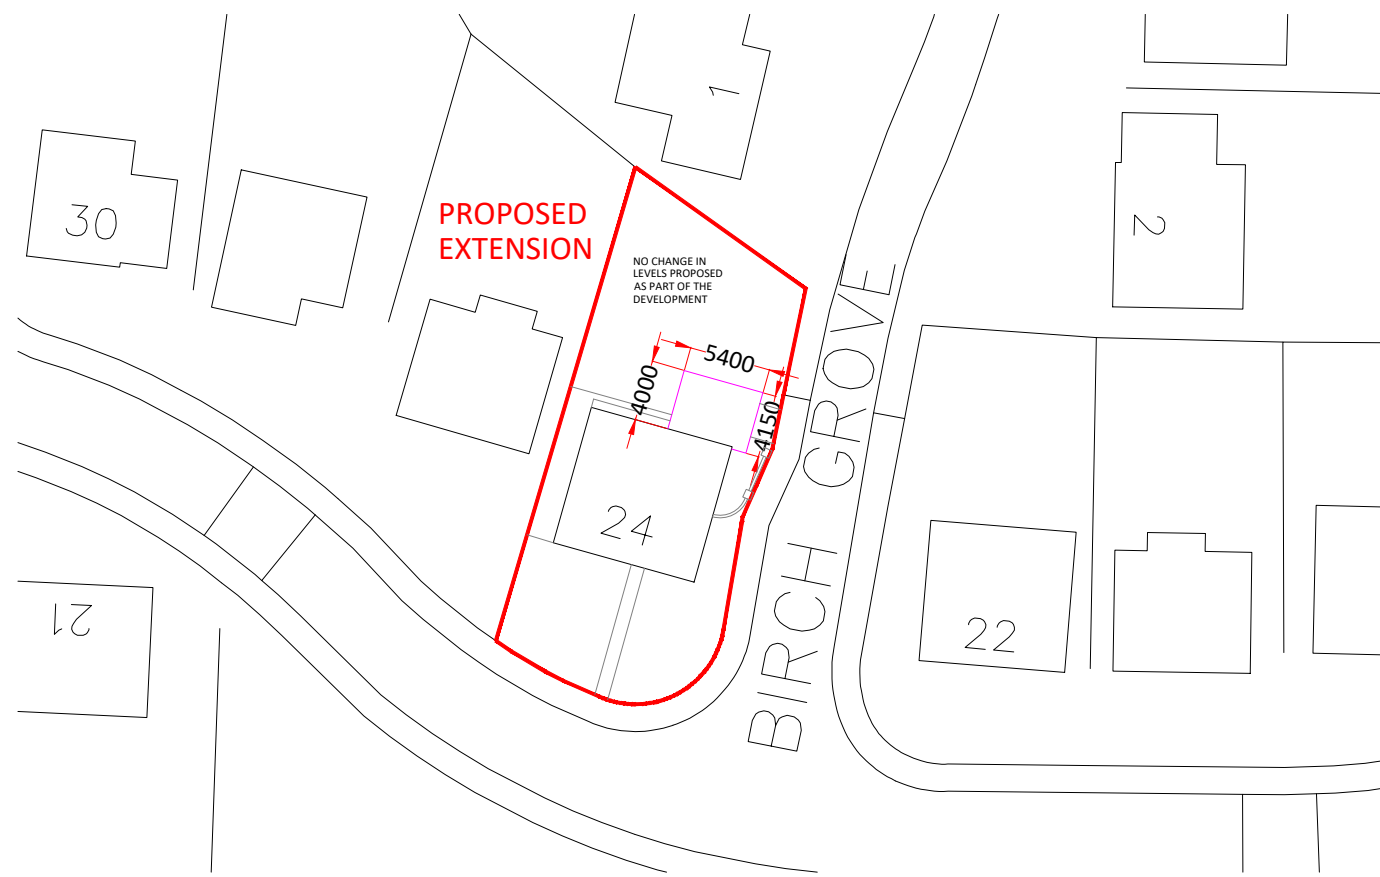 1
30
PROPOSED
EXTENSION
2
NO CHANGE IN
LEVELS PROPOSED
AS PART OF THE
DEVELOPMENT
5400
4000
4150
BIRCH GROVE
24
21
22